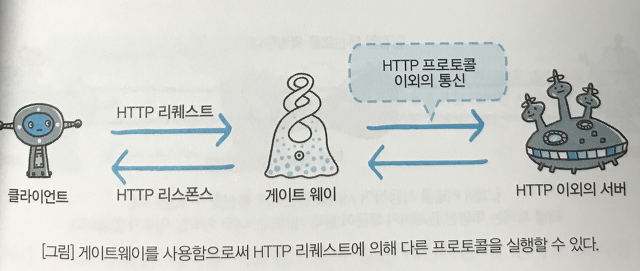 HTTP 프로토콜
이외의 통신
HTTP 리퀘스트
클라이언트
HTTP 리스폰스
게이트 웨이
HTTP 이외의 서버
[그림] 게이트웨이를 사용함으로써 HTTP 리퀘스트에 의해 다른 프로토콜을 실행할 수 있다.